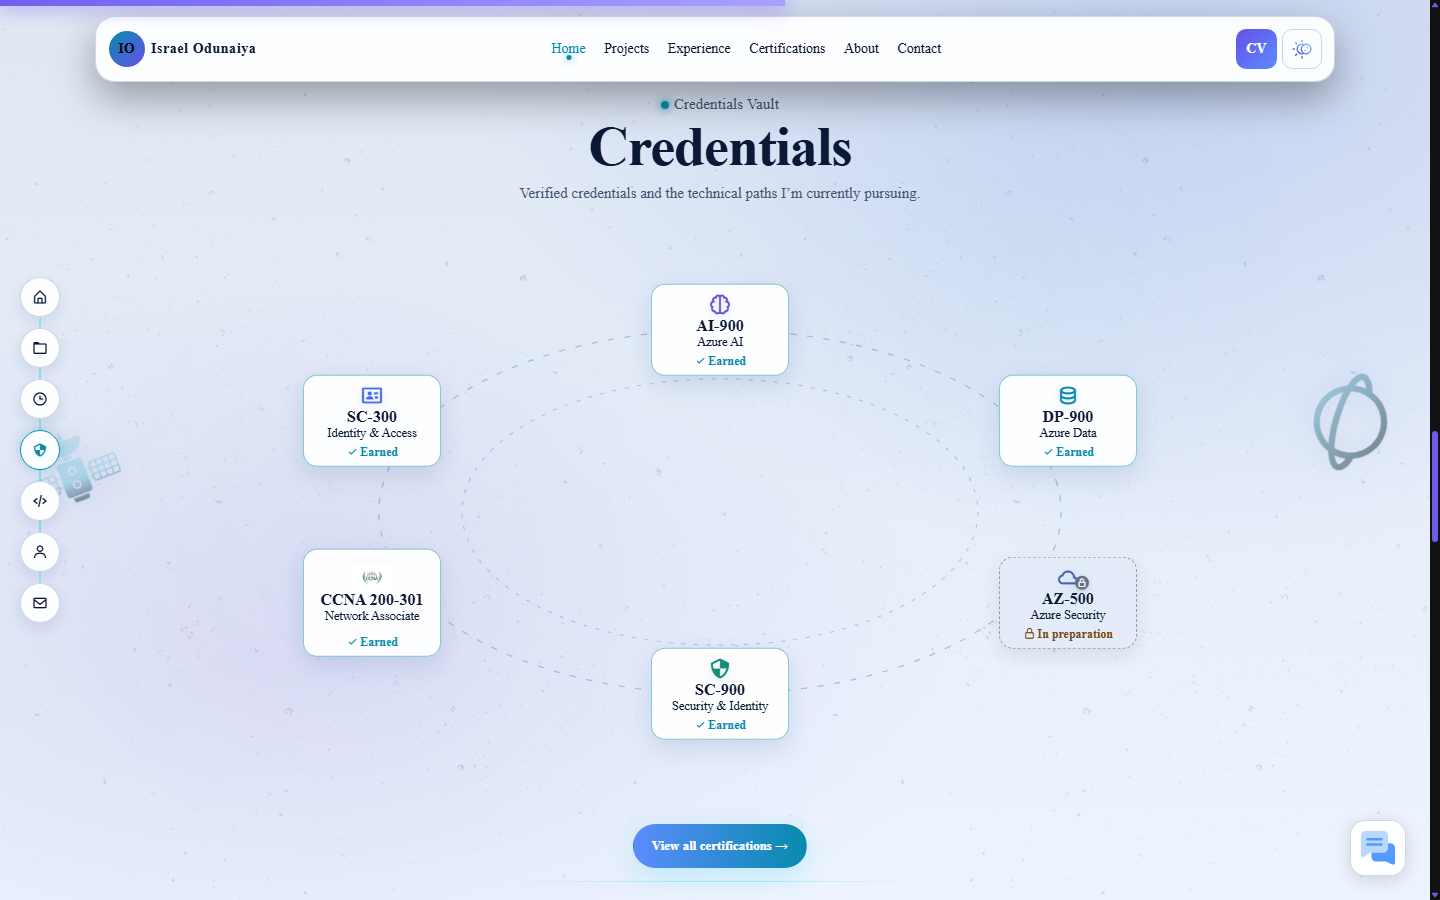 IO Israel Odunaiya
Home Projects Experience Certifications About Contact
CV
Credentials Vault
Credentials
Verified credentials and the technical paths I’m currently pursuing.
AI-900
Azure AI
✓ Earned
SC-300
Identity & Access
✓ Earned
DP-900
Azure Data
✓ Earned
CCNA
CCNA 200-301
Network Associate
✓ Earned
AZ-500
Azure Security
In preparation
SC-900
Security & Identity
✓ Earned
View all certifications →